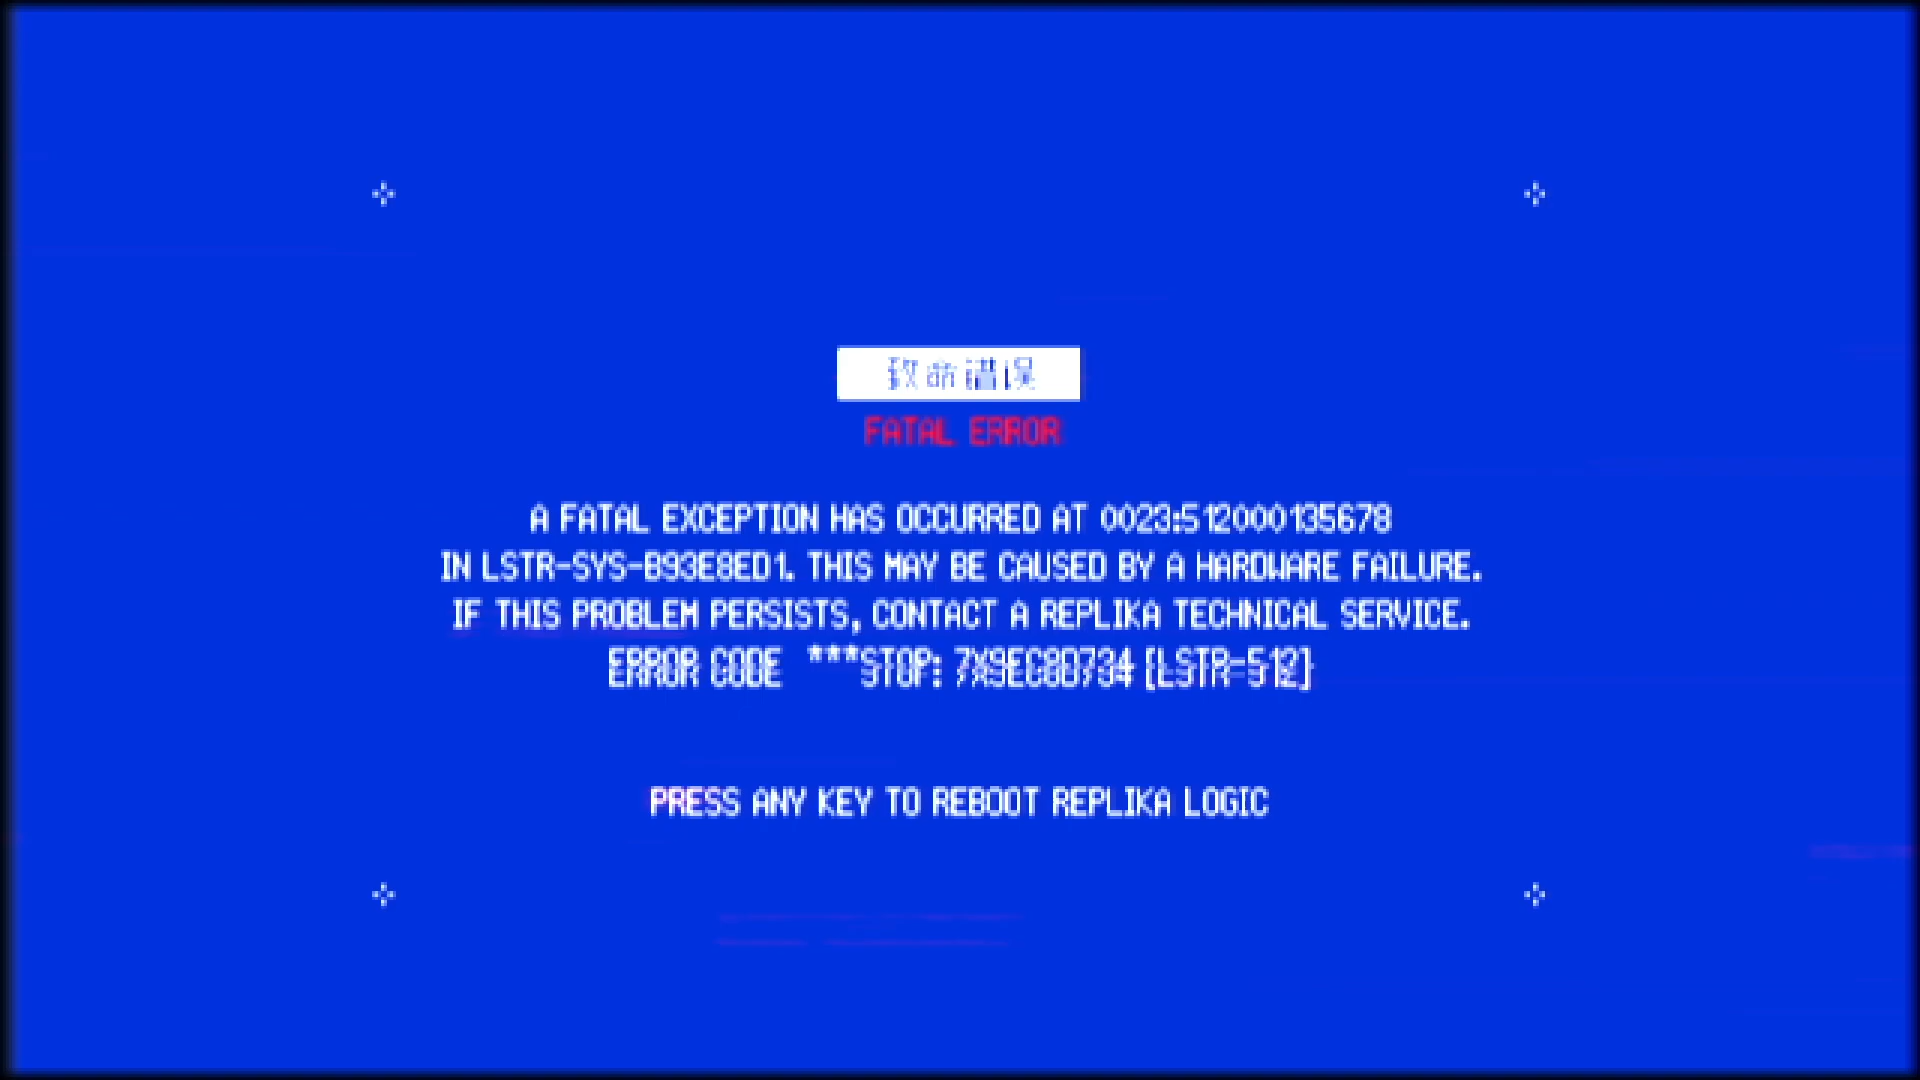 致命错误
FATAL ERROR
A FATAL EXCEPTION HAS OCCURRED AT 0023:512000135678
IN LSTR-SYS-B93E8ED1. THIS MAY BE CAUSED BY A HARDWARE FAILURE.
IF THIS PROBLEM PERSISTS, CONTACT A REPLIKA TECHNICAL SERVICE.
ERROR CODE ***STOP: 7X9EC80734 [LSTR-512]
PRESS ANY KEY TO REBOOT REPLIKA LOGIC